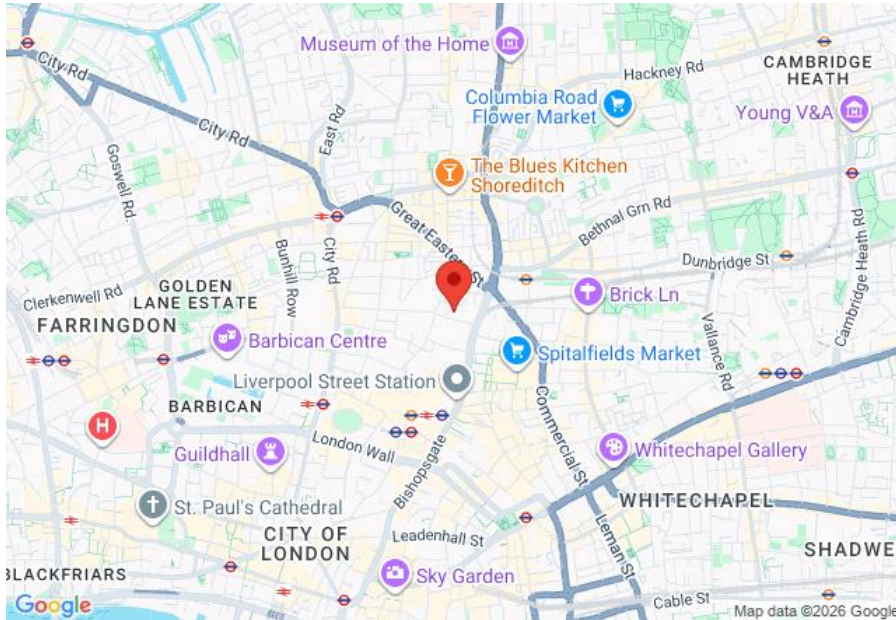 Museum of the Home
CAMBRIDGE
HEATH
City Rd
Hackney Rd
Columbia Road
Flower Market
Young V&A
City Rd
East Rd
Goswell Rd
The Blues Kitchen
Shoreditch
Great Eastern St
Bethnal Grn Rd
Bunhill Row
City Rd
Dunbridge St
Cambridge Heath Rd
GOLDEN
LANE ESTATE
Clerkenwell Rd
Brick Ln
FARRINGDON
Barbican Centre
Vallance Rd
Spitalfields Market
Liverpool Street Station
BARBICAN
H
Commercial St
Guildhall
London Wall
Bishopsgate
Whitechapel Gallery
St. Paul's Cathedral
WHITECHAPEL
CITY OF
LONDON
Leadenhall St
Leman St
SHADWE
BLACKFRIARS
Sky Garden
Cable St
Google
Map data ©2026 Google